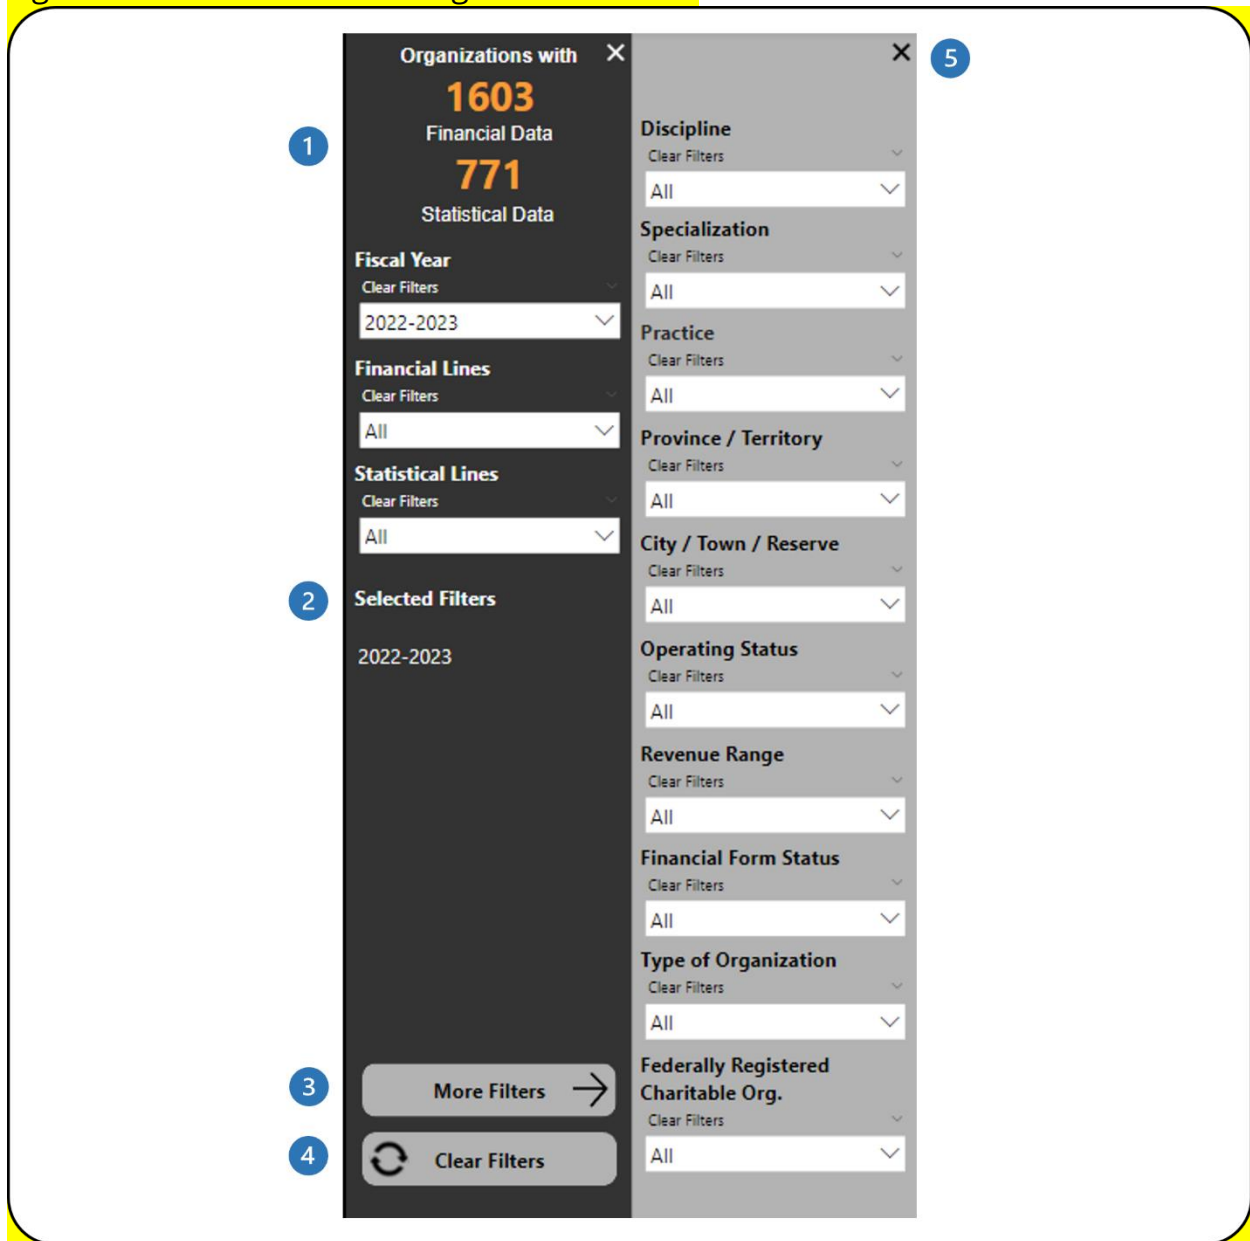 Organizations with
1603
Financial Data
771
Statistical Data
1
Fiscal Year
Clear Filters
2022-2023
Financial Lines
Clear Filters
All
Statistical Lines
Clear Filters
All
2
Selected Filters
2022-2023
3
More Filters
4
Clear Filters
5
Discipline
Clear Filters
All
Specialization
Clear Filters
All
Practice
Clear Filters
All
Province / Territory
Clear Filters
All
City / Town / Reserve
Clear Filters
All
Operating Status
Clear Filters
All
Revenue Range
Clear Filters
All
Financial Form Status
Clear Filters
All
Type of Organization
Clear Filters
All
Federally Registered
Charitable Org.
Clear Filters
All